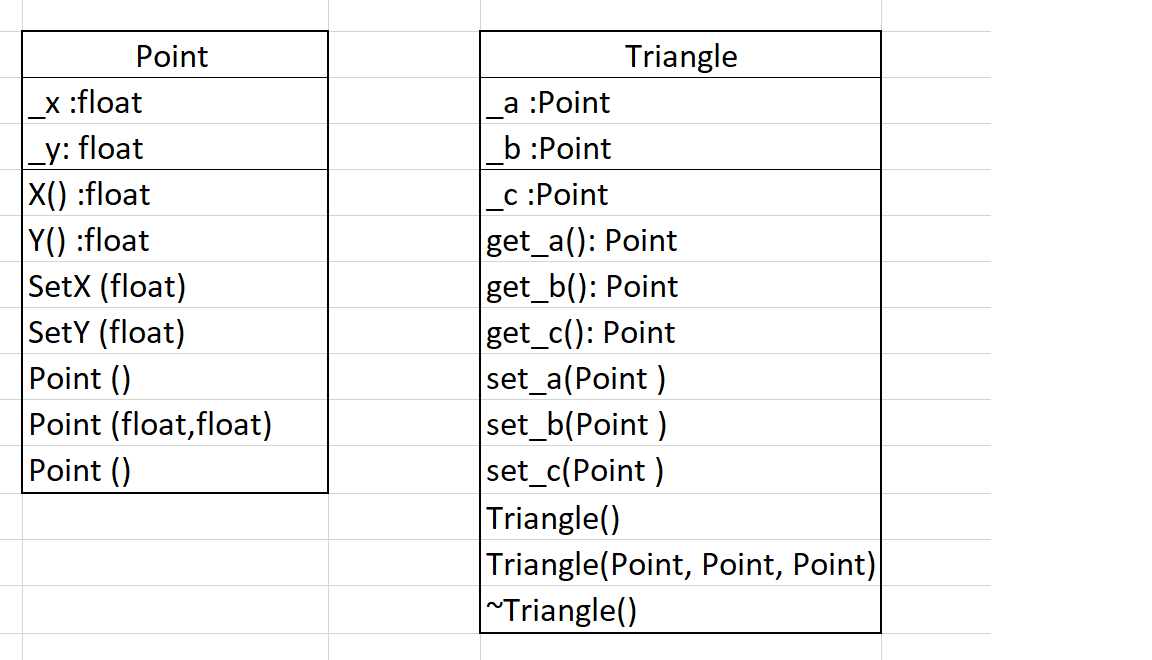 Point
_x :float
_y: float
X() :float
Y() :float
SetX (float)
SetY (float)
Point ()
Point (float,float)
Point ()
Triangle
_a :Point
_b :Point
_c :Point
get_a(): Point
get_b(): Point
get_c(): Point
set_a(Point )
set_b(Point )
set_c(Point )
Triangle()
Triangle(Point, Point, Point)
~Triangle()